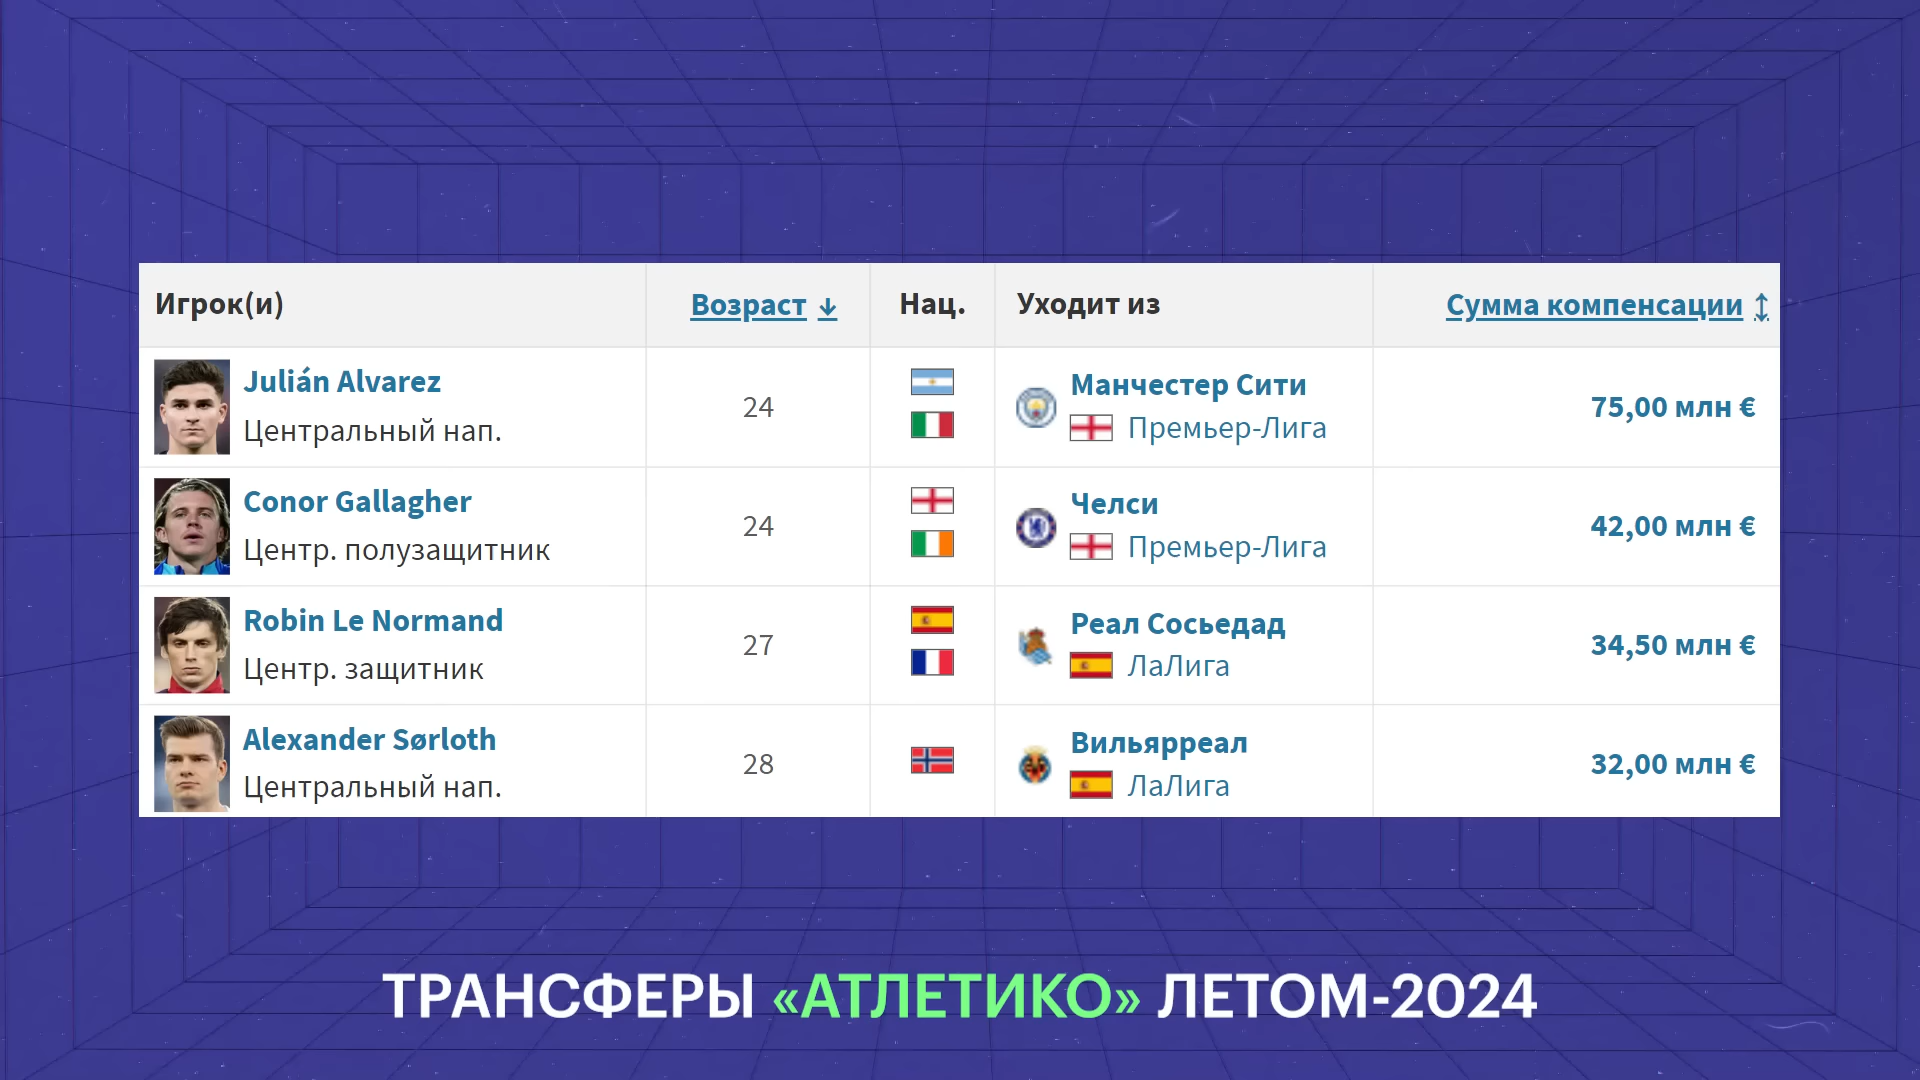 Игрок(и) Возраст ↓ Нац. Уходит из Сумма компенсации ↕
Julián Alvarez
Центральный нап.
24
Манчестер Сити
Премьер-Лига
75,00 млн €
Conor Gallagher
Центр. полузащитник
24
Челси
Премьер-Лига
42,00 млн €
Robin Le Normand
Центр. защитник
27
Реал Сосьедад
ЛаЛига
34,50 млн €
Alexander Sørloth
Центральный нап.
28
Вильярреал
ЛаЛига
32,00 млн €
ТРАНСФЕРЫ «АТЛЕТИКО» ЛЕТОМ-2024